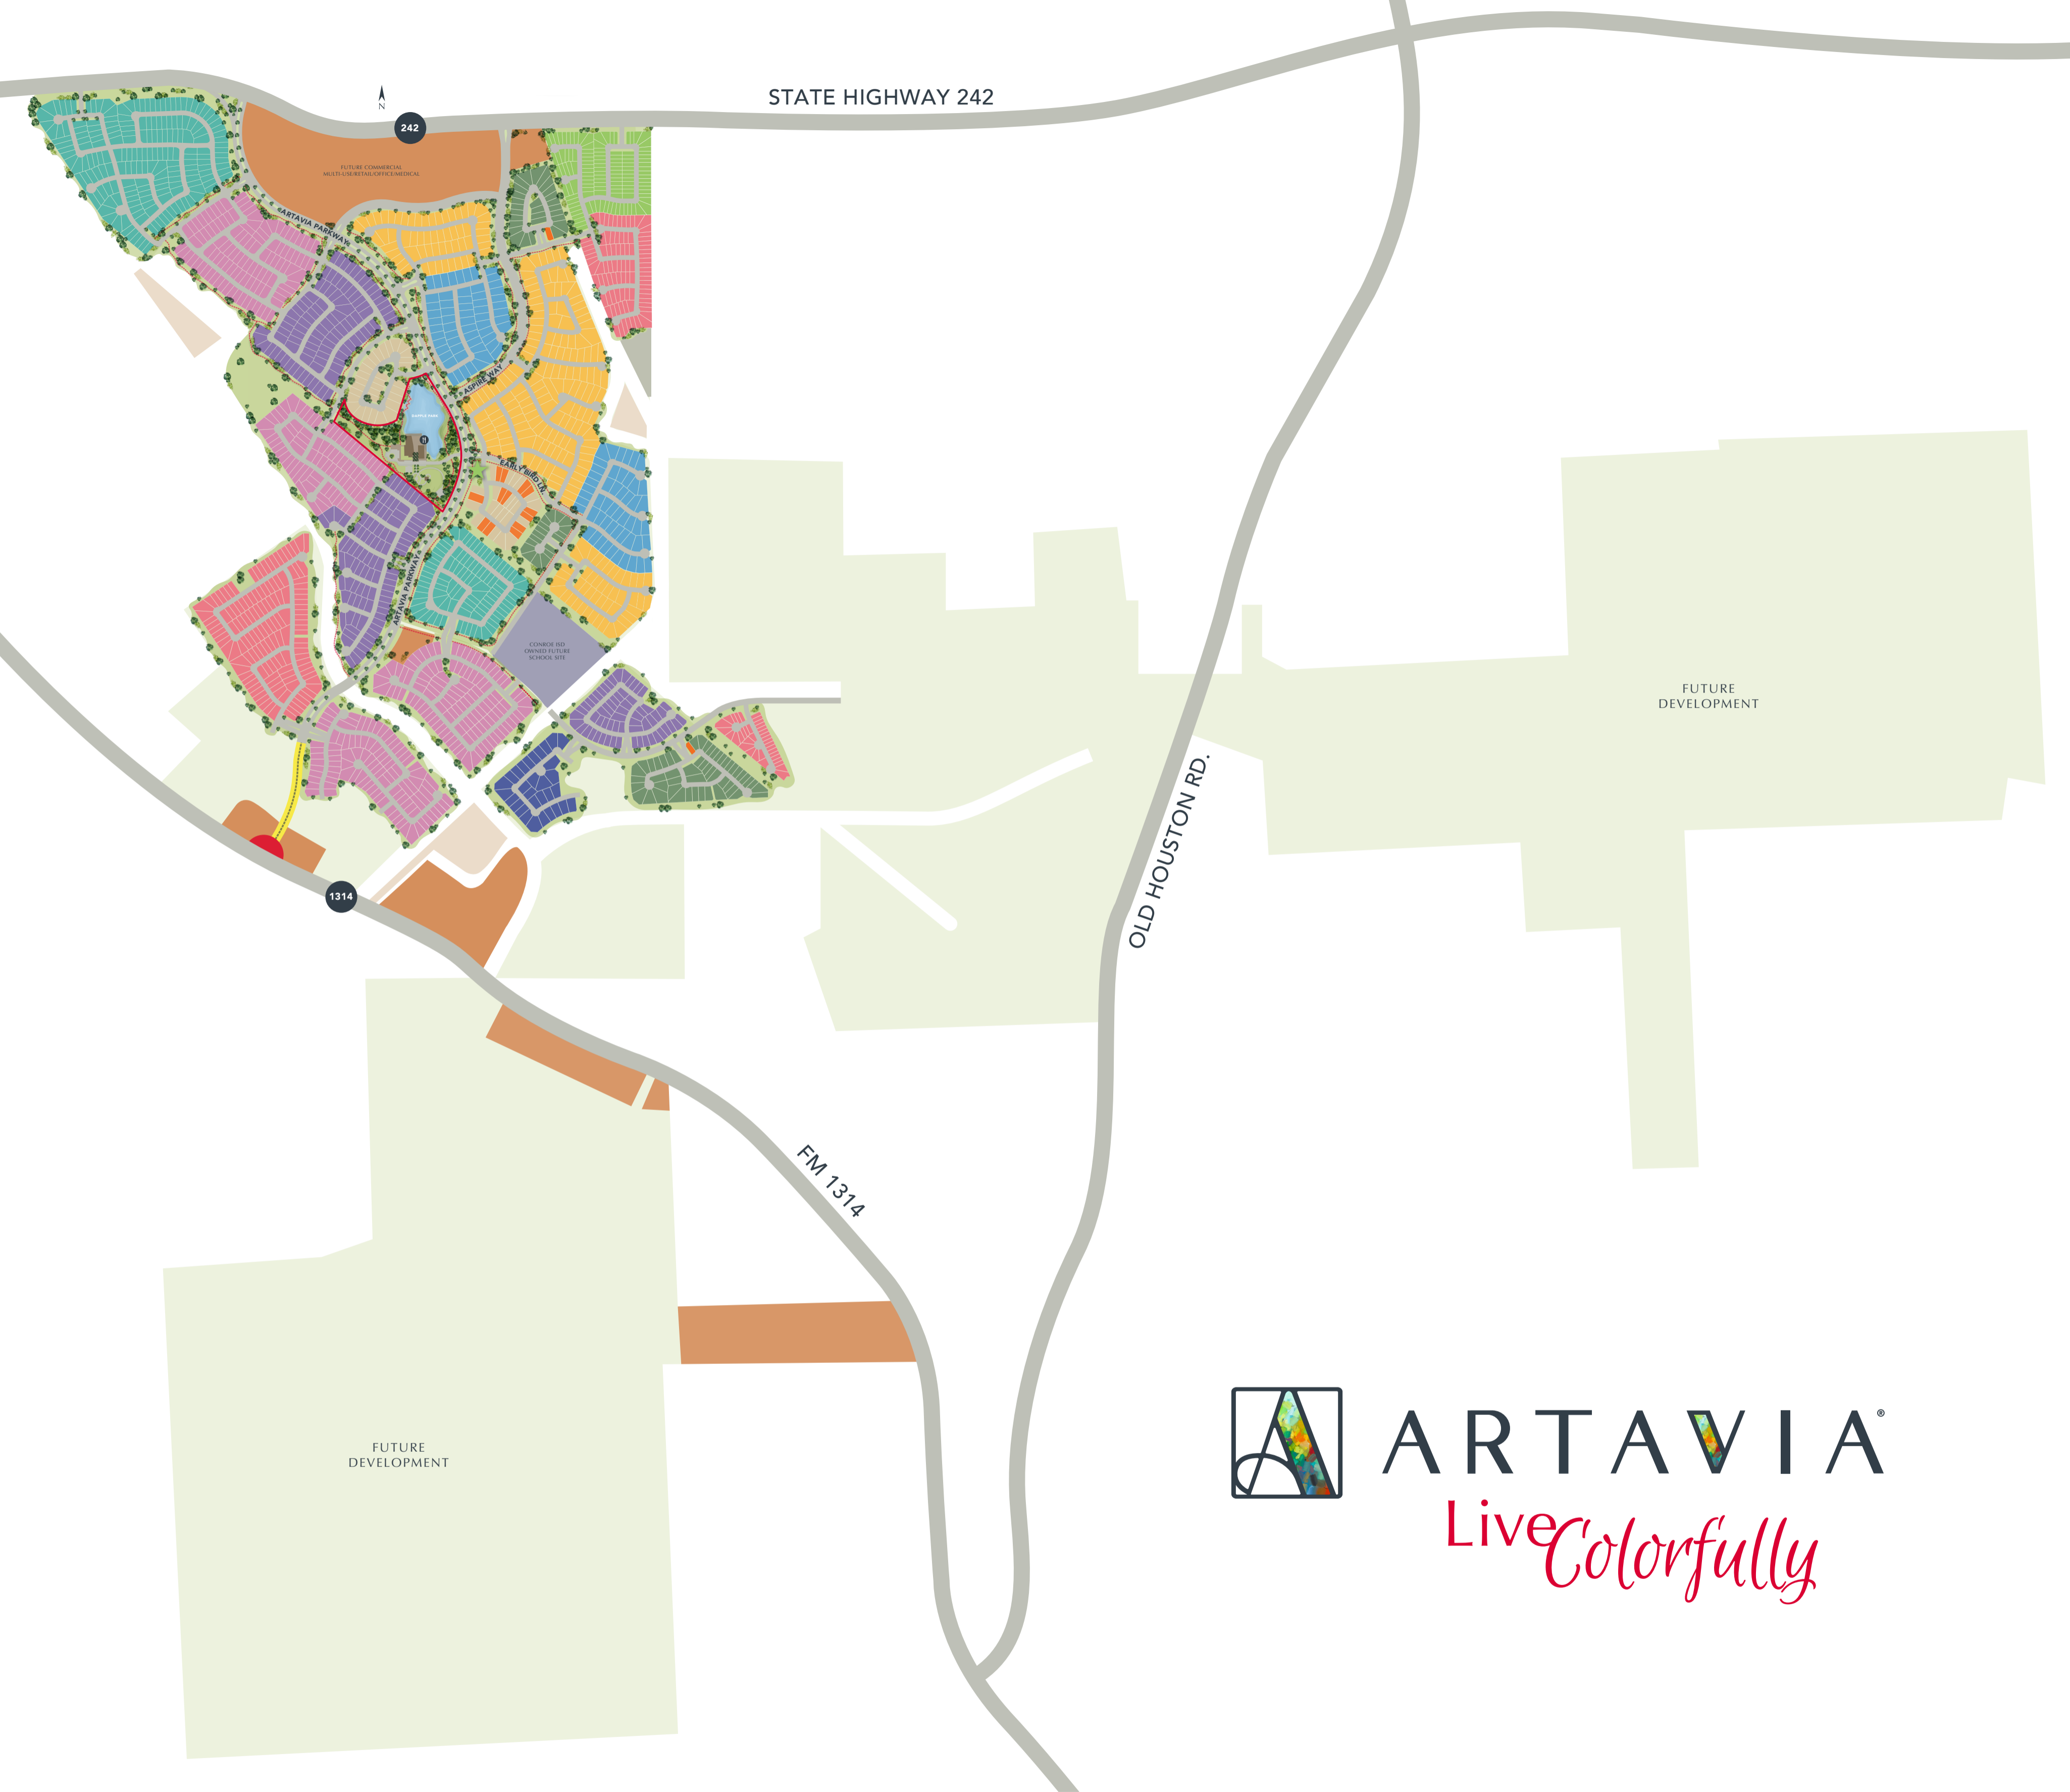 STATE HIGHWAY 242
N
242
FUTURE COMMERCIAL
MULTI-USE/RETAIL/OFFICE/MEDICAL
ARTAVIA PARKWAY
ASPIRE WAY
EARLY BIRD LN.
ARTAVIA PARKWAY
CONROE ISD
OWNED FUTURE
SCHOOL SITE
FUTURE
DEVELOPMENT
OLD HOUSTON RD.
1314
FM 1314
FUTURE
DEVELOPMENT
ARTAVIA®
Live Colorfully